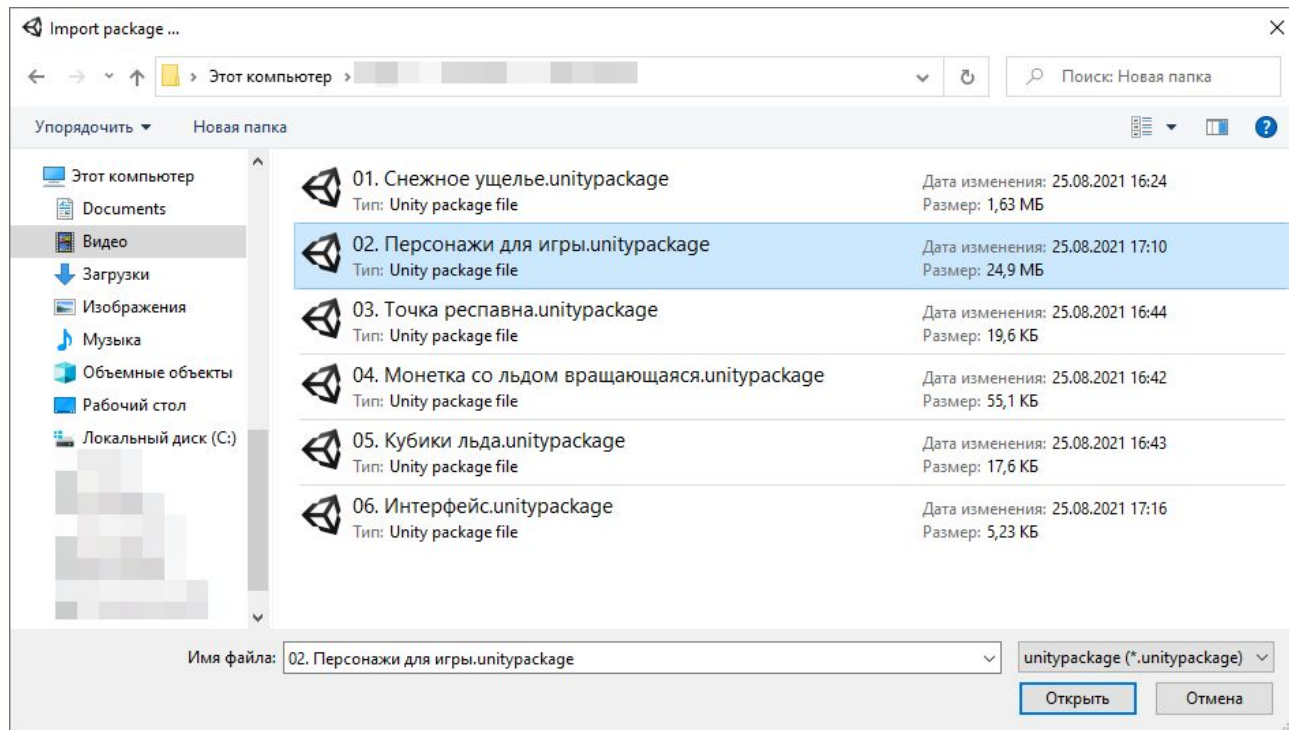 Import package ...
Этот компьютер
Поиск: Новая папка
Упорядочить
Новая папка
Этот компьютер
Documents
Видео
Загрузки
Изображения
Музыка
Объемные объекты
Рабочий стол
Локальный диск (C:)
01. Снежное ущелье.unitypackage
Тип: Unity package file
Дата изменения: 25.08.2021 16:24
Размер: 1,63 МБ
02. Персонажи для игры.unitypackage
Тип: Unity package file
Дата изменения: 25.08.2021 17:10
Размер: 24,9 МБ
03. Точка респавна.unitypackage
Тип: Unity package file
Дата изменения: 25.08.2021 16:44
Размер: 19,6 КБ
04. Монетка со льдом вращающаяся.unitypackage
Тип: Unity package file
Дата изменения: 25.08.2021 16:42
Размер: 55,1 КБ
05. Кубики льда.unitypackage
Тип: Unity package file
Дата изменения: 25.08.2021 16:43
Размер: 17,6 КБ
06. Интерфейс.unitypackage
Тип: Unity package file
Дата изменения: 25.08.2021 17:16
Размер: 5,23 КБ
Имя файла: 02. Персонажи для игры.unitypackage
unitypackage (*.unitypackage)
Открыть
Отмена